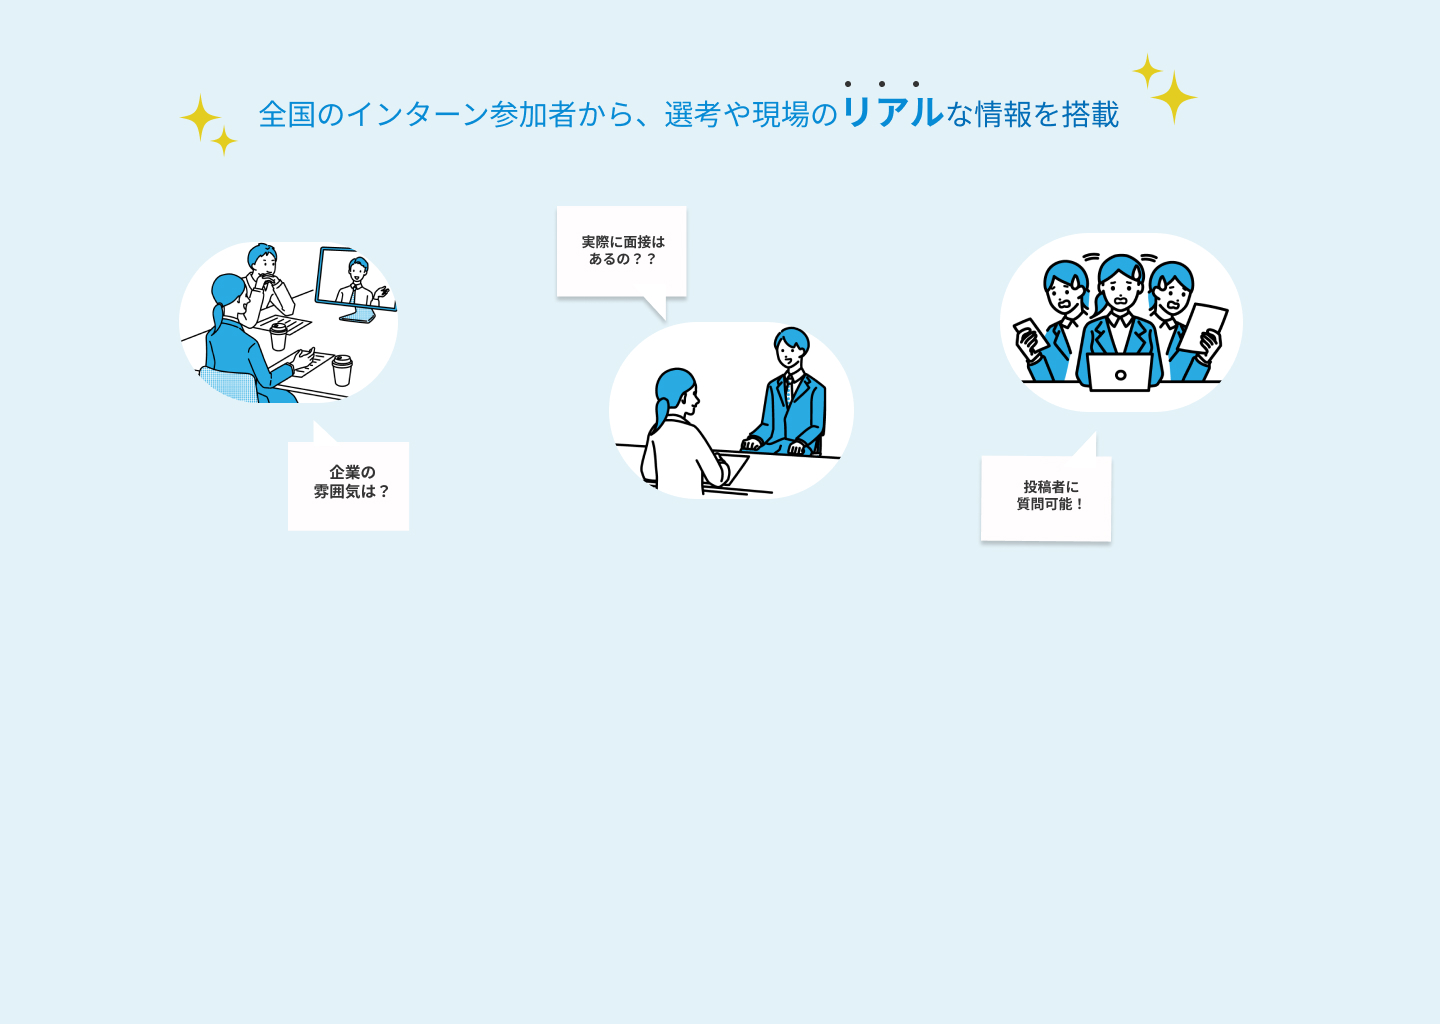 全国のインターン参加者から、選考や現場のリアルな情報を搭載
実際に面接は
あるの？？
企業の
雰囲気は？
投稿者に
質問可能！